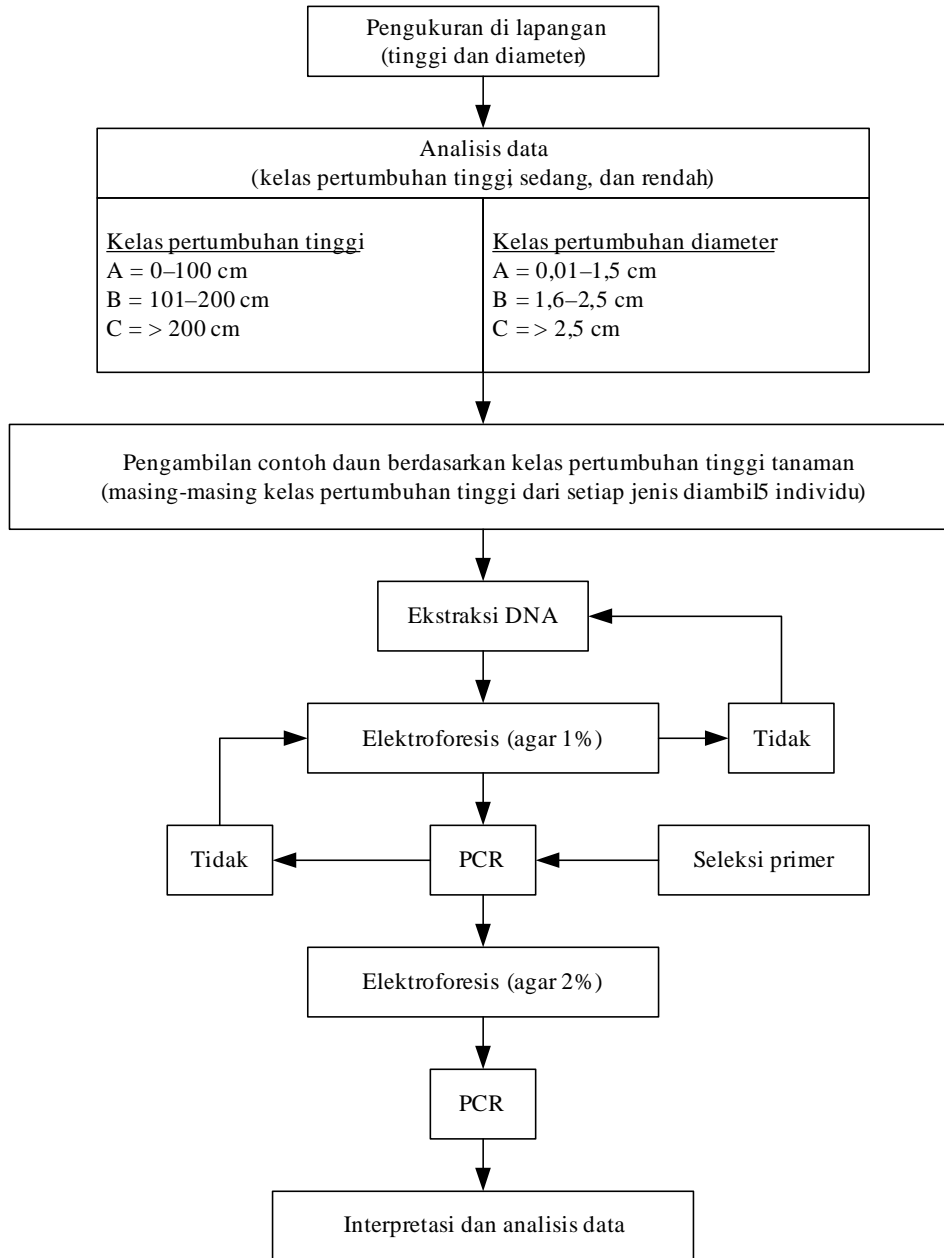 Pengukuran di lapangan
(tinggi dan diameter)
Analisis data
(kelas pertumbuhan tinggi, sedang, dan rendah)
Kelas pertumbuhan tinggi
A = 0–100 cm
B = 101–200 cm
C = > 200 cm
Kelas pertumbuhan diameter
A = 0,01–1,5 cm
B = 1,6–2,5 cm
C = > 2,5 cm
Pengambilan contoh daun berdasarkan kelas pertumbuhan tinggi tanaman
(masing-masing kelas pertumbuhan tinggi dari setiap jenis diambil 5 individu)
Ekstraksi DNA
Elektroforesis (agar 1%)
Tidak
Tidak
PCR
Seleksi primer
Elektroforesis (agar 2%)
PCR
Interpretasi dan analisis data